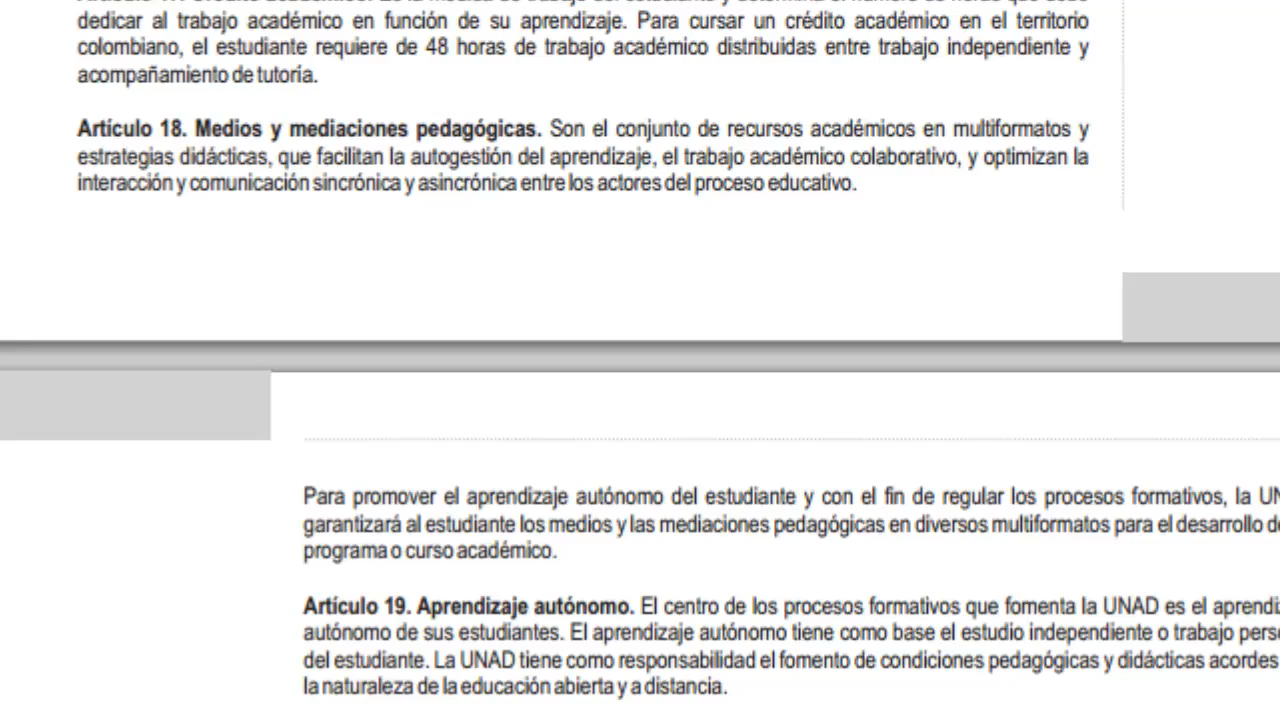 dedicar al trabajo académico en función de su aprendizaje. Para cursar un crédito académico en el territorio
colombiano, el estudiante requiere de 48 horas de trabajo académico distribuidas entre trabajo independiente y
acompañamiento de tutoría.
Artículo 18. Medios y mediaciones pedagógicas. Son el conjunto de recursos académicos en multiformatos y
estrategias didácticas, que facilitan la autogestión del aprendizaje, el trabajo académico colaborativo, y optimizan la
interacción y comunicación sincrónica y asincrónica entre los actores del proceso educativo.
Para promover el aprendizaje autónomo del estudiante y con el fin de regular los procesos formativos, la
garantizará al estudiante los medios y las mediaciones pedagógicas en diversos multiformatos para el desarrollo
programa o curso académico.
Artículo 19. Aprendizaje autónomo. El centro de los procesos formativos que fomenta la UNAD es el
autónomo de sus estudiantes. El aprendizaje autónomo tiene como base el estudio independiente o trabajo
del estudiante. La UNAD tiene como responsabilidad el fomento de condiciones pedagógicas y didácticas acordes
la naturaleza de la educación abierta y a distancia.